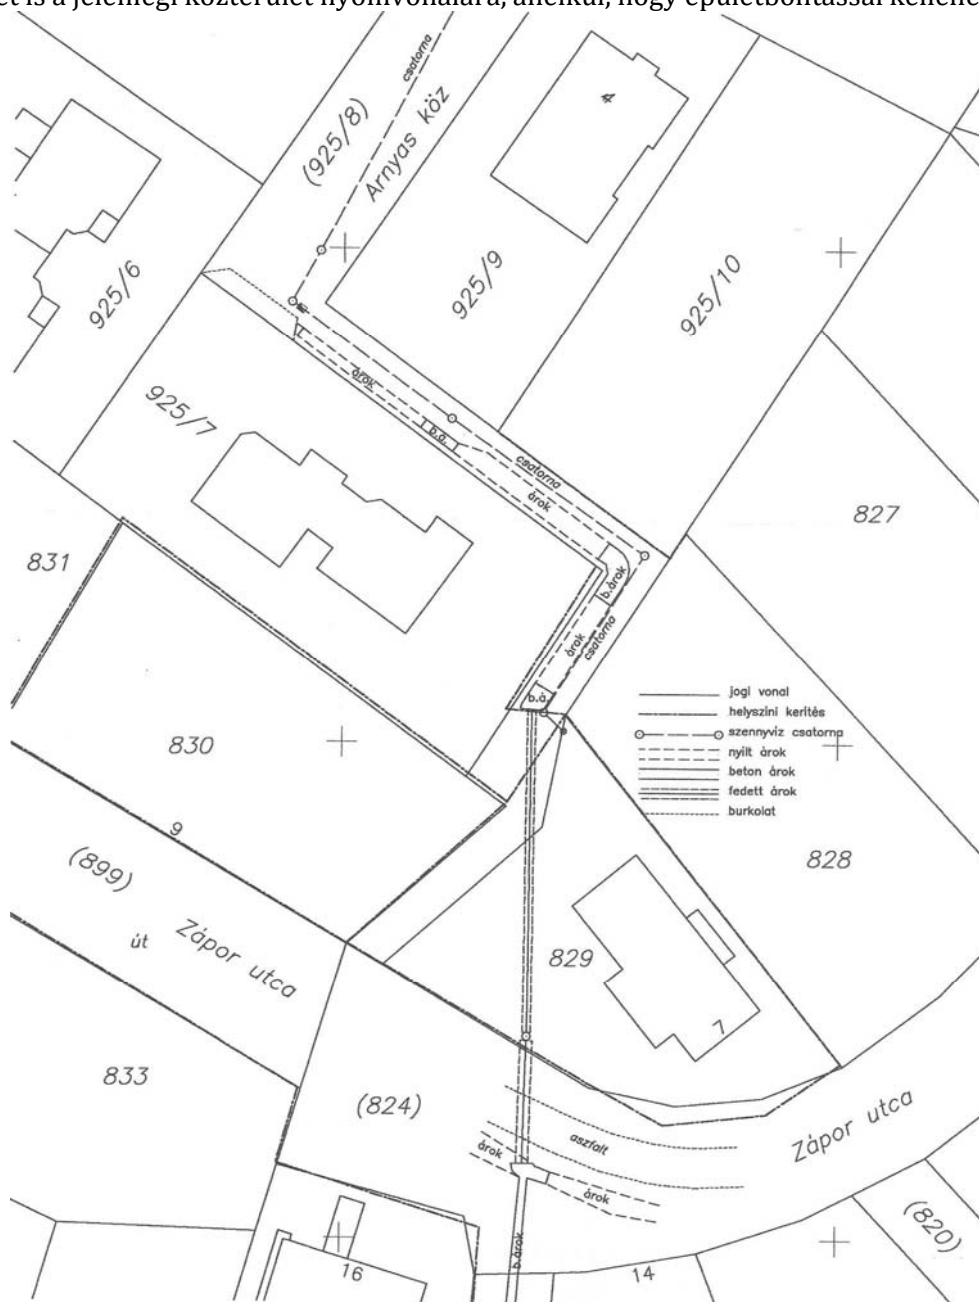 is a jelenlegi közterület nyomvonalára, anélkül, hogy épületbontással
csatorna
(925/8)
Arnyas köz
4
925/6
925/9
925/10
árok
925/7
b.á.
csatorna
árok
827
831
b.árok
árok
csatorna
b.á.
jogi vonal
helyszíni kerítés
szennyvíz csatorna
nyílt árok
beton árok
fedett árok
burkolat
830
9
828
(899)
út
Zápor utca
829
7
833
(824)
aszfalt
Zápor utca
árok
árok
(820)
b.árok
16
14